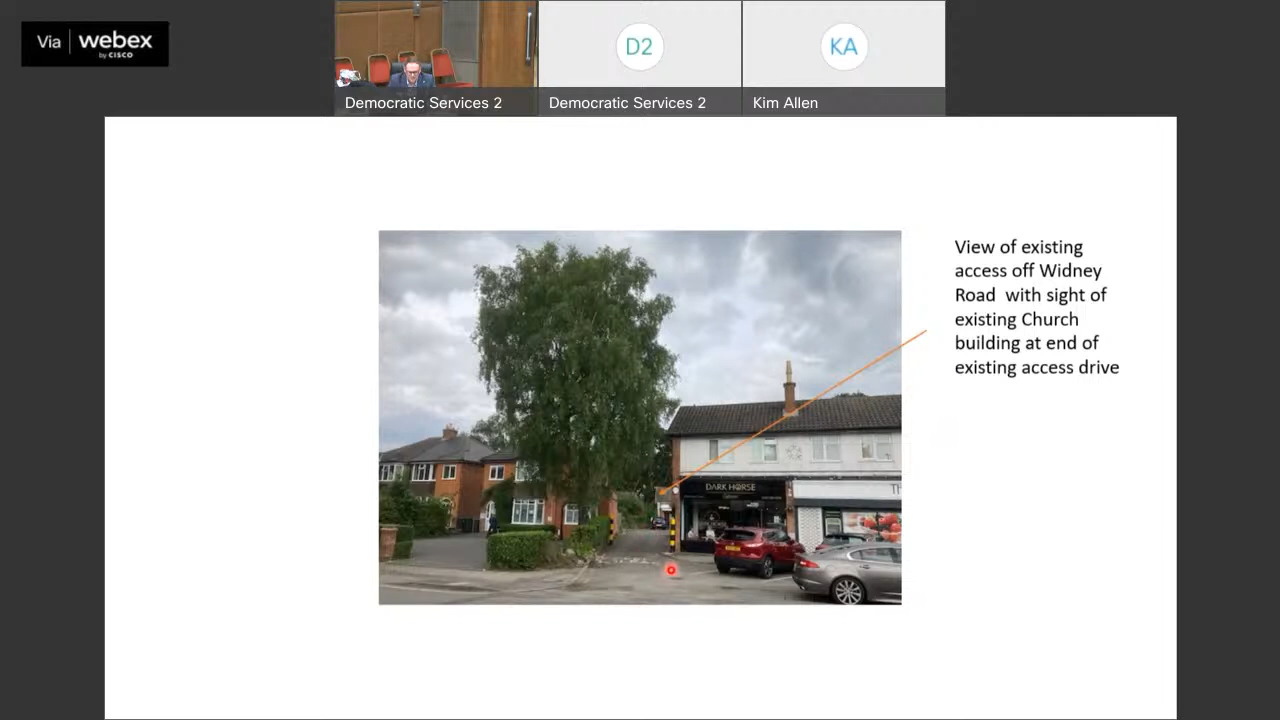 Via webex
by CISCO
D2
KA
Democratic Services 2
Democratic Services 2
Kim Allen
View of existing
access off Widney
Road with sight of
existing Church
building at end of
existing access drive
DARK HORSE
TH